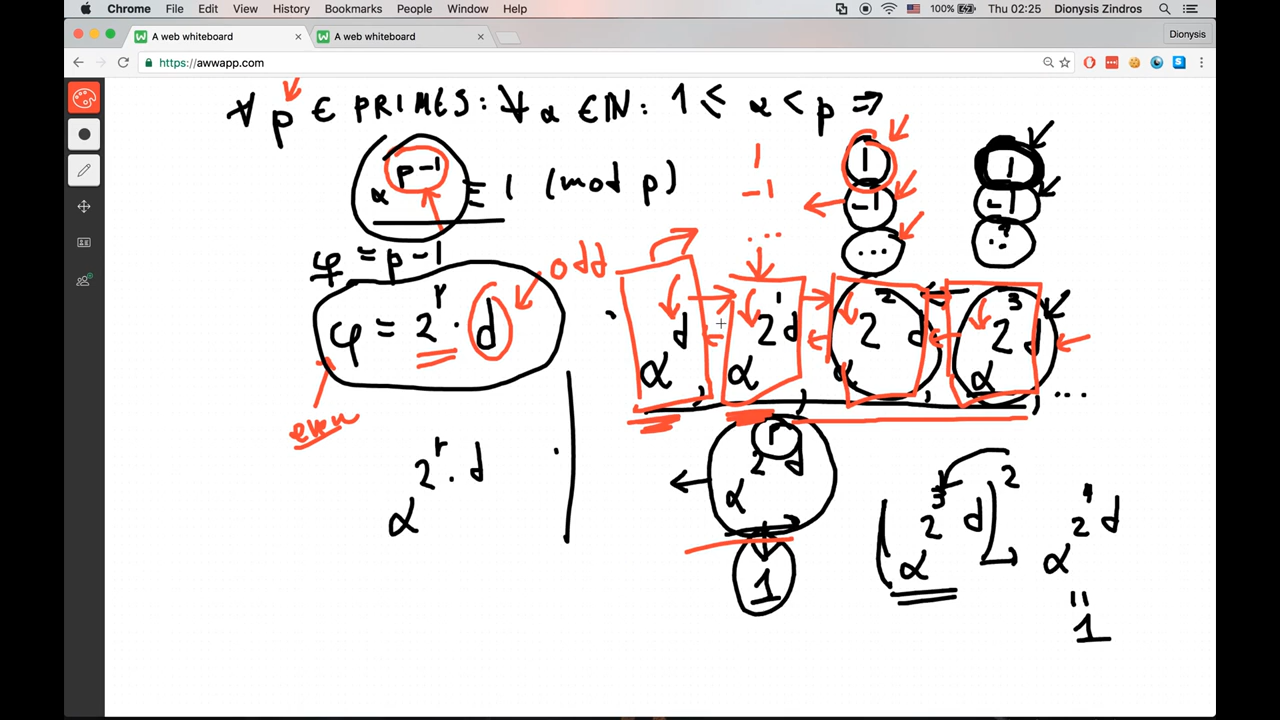 Chrome File Edit View History Bookmarks People Window Help 100% Thu 02:25 Dionysis Zindros
A web whiteboard A web whiteboard Dionysis
https://awwapp.com
∀ p ∈ PRIMES: ∀ α ∈ ℕ: 1 ≤ α < p ⇒
α^(p-1) ≡ 1 (mod p)
1
-1
...
1
-1
...
1
-1
φ = p-1
odd
φ = 2^r · d
even
α^d, α^(2^1 d), α^(2^2 d), α^(2^3 d), ...
α^(2^r d)
1
α^(2^r · d)
[α^(2^3 d)]^2
α^(2^4 d)
=
1